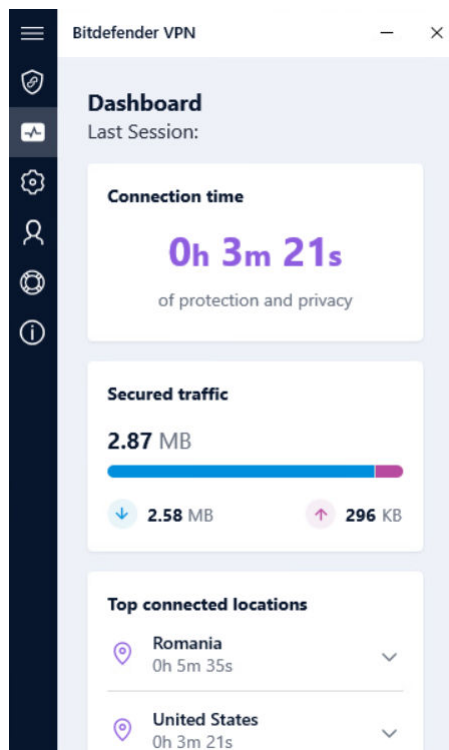 Bitdefender VPN
Dashboard
Last Session:
Connection time
0h 3m 21s
of protection and privacy
Secured traffic
2.87 MB
2.58 MB
296 KB
Top connected locations
Romania
0h 5m 35s
United States
0h 3m 21s